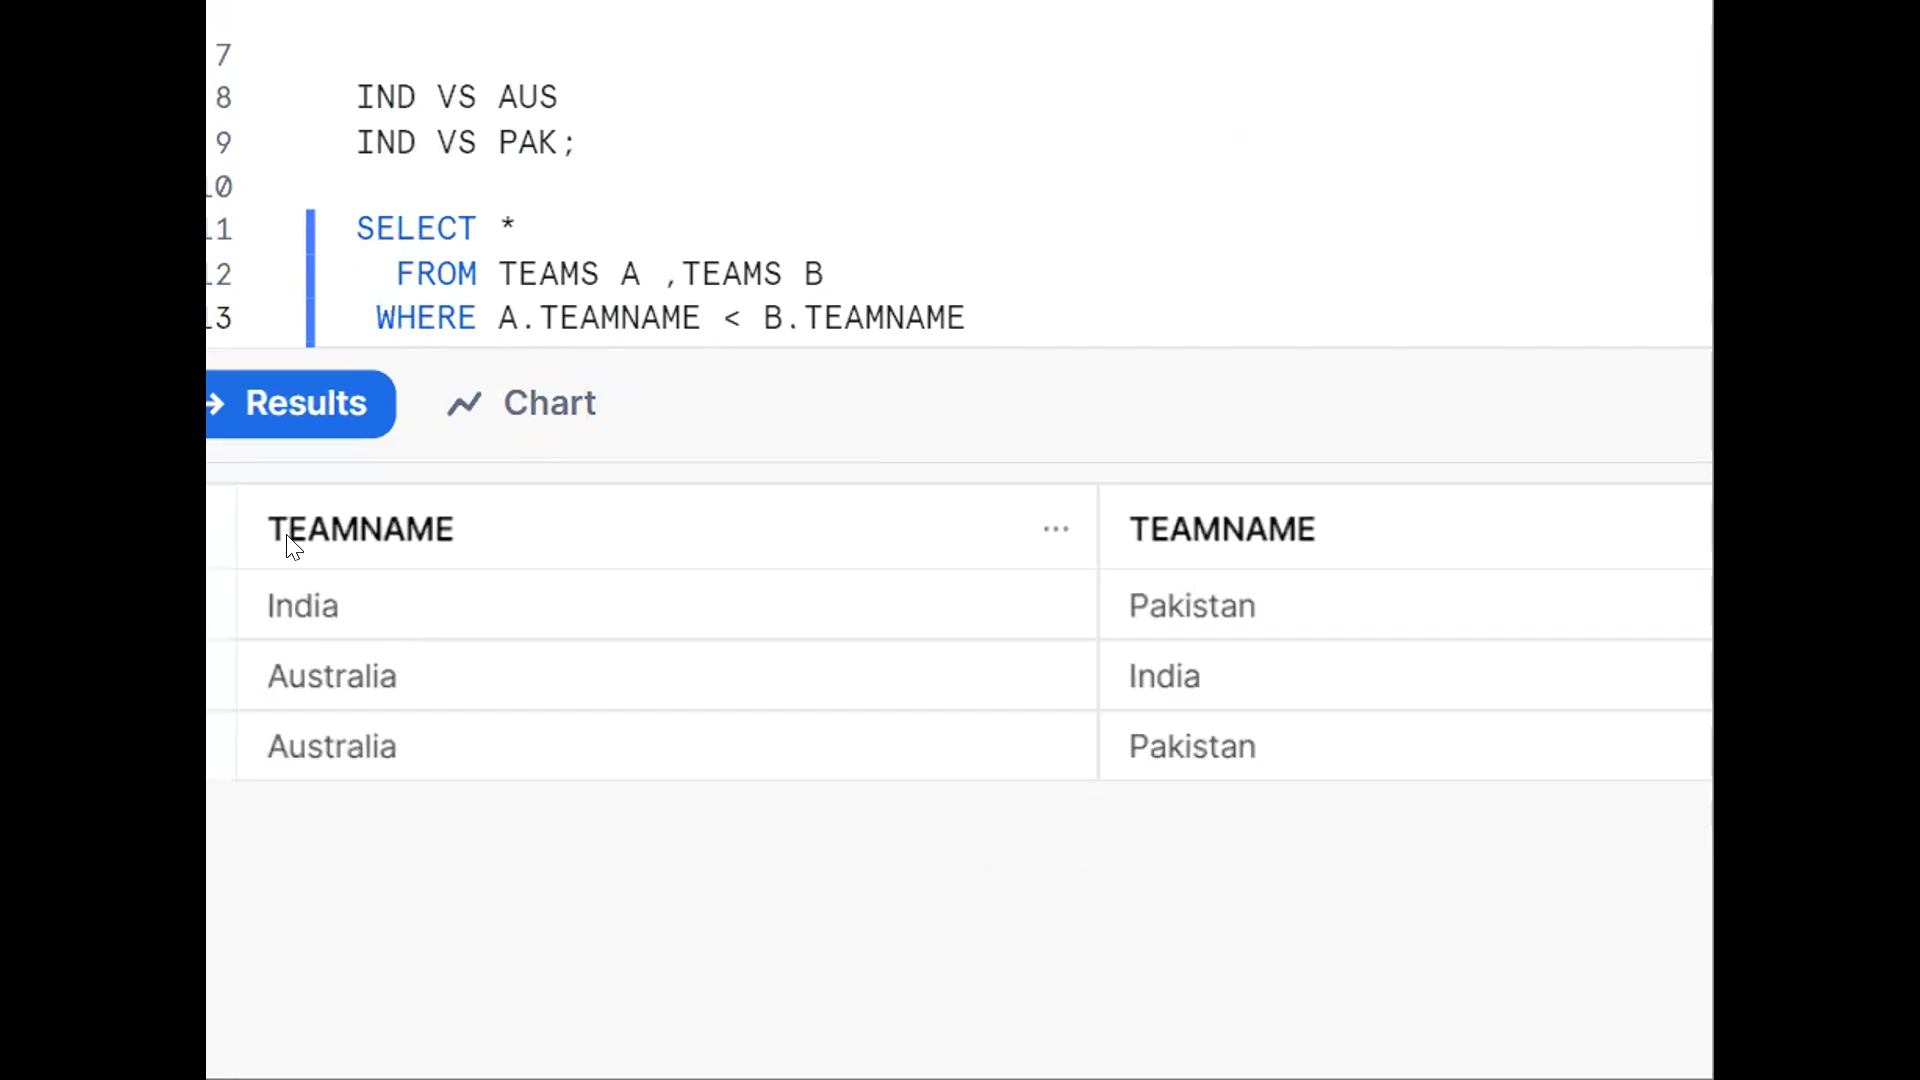 7
8 IND VS AUS
9 IND VS PAK;
10
11 SELECT *
12 FROM TEAMS A ,TEAMS B
13 WHERE A.TEAMNAME < B.TEAMNAME
Results Chart
TEAMNAME ... TEAMNAME
India Pakistan
Australia India
Australia Pakistan